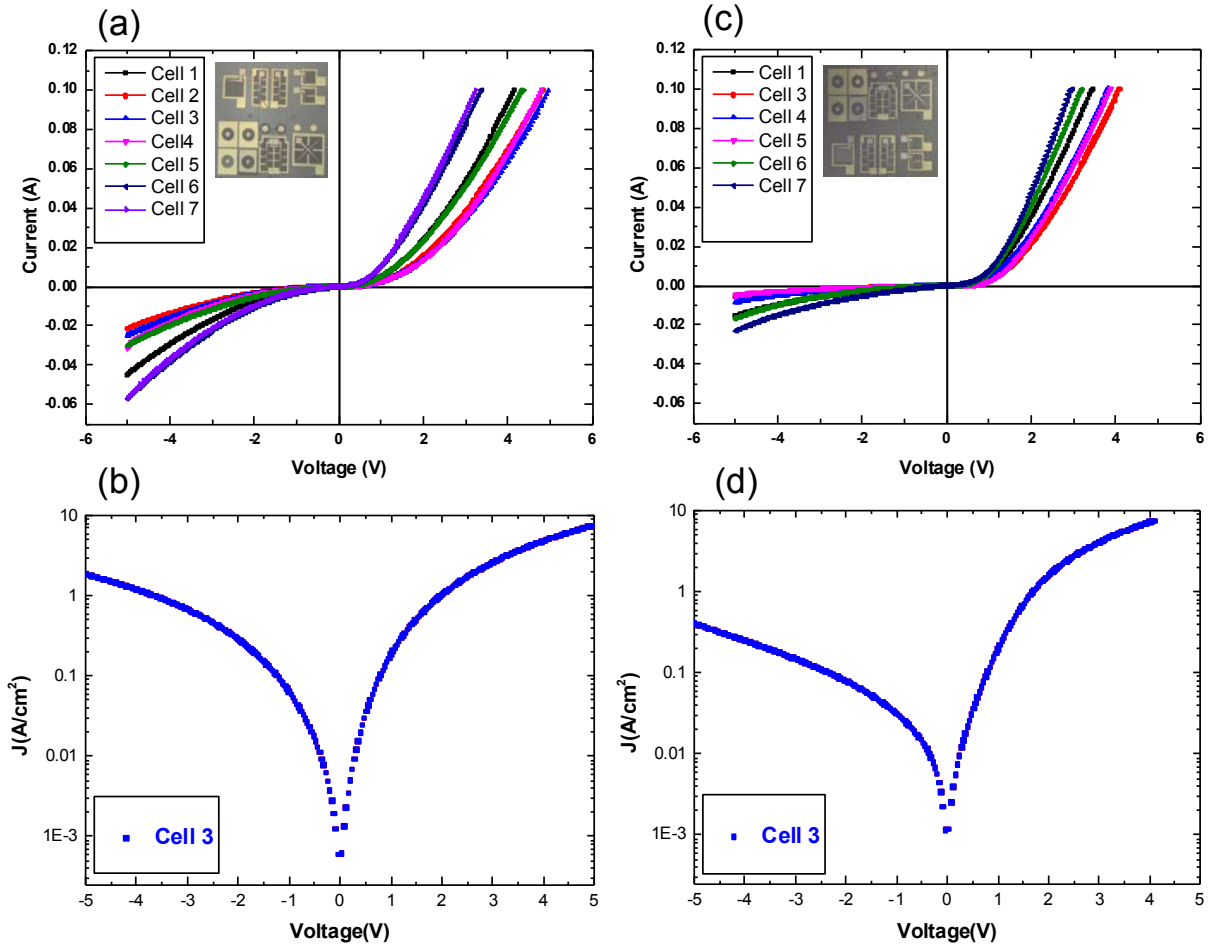 (a)
0.12
0.10
0.08
0.06
0.04
0.02
0.00
-0.02
-0.04
-0.06
Current (A)
Cell 1
Cell 2
Cell 3
Cell4
Cell 5
Cell 6
Cell 7
-6 -4 -2 0 2 4 6
Voltage (V)
(c)
0.12
0.10
0.08
0.06
0.04
0.02
0.00
-0.02
-0.04
-0.06
Current (A)
Cell 1
Cell 3
Cell 4
Cell 5
Cell 6
Cell 7
-6 -4 -2 0 2 4 6
Voltage (V)
(b)
10
1
0.1
0.01
1E-3
J(A/cm²)
Cell 3
-5 -4 -3 -2 -1 0 1 2 3 4 5
Voltage(V)
(d)
10
1
0.1
0.01
1E-3
J(A/cm²)
Cell 3
-5 -4 -3 -2 -1 0 1 2 3 4 5
Voltage(V)